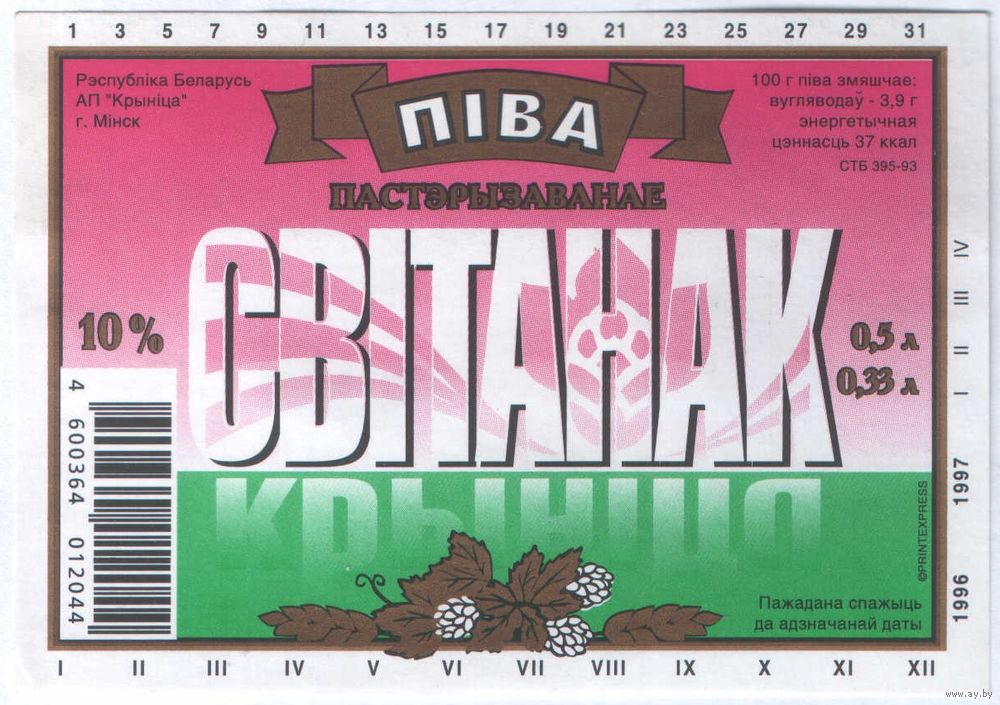 1 3 5 7 9 11 13 15 17 19 21 23 25 27 29 31
Рэспубліка Беларусь
АП "Крыніца"
г. Мінск
ПІВА
100 г піва змяшчае:
вугляводаў - 3,9 г
энергетычная
цэннасць 37 ккал
СТБ 395-93
ПАСТЭРЫЗАВАНАЕ
СВІТАНАК
10%
0,5 л
0,33 л
КРЫНІЦА
4 600364 012044
Пажадана спажыць
да адзначанай даты
©PRINTEXPRESS
1996 1997 I II III IV
I II III IV V VI VII VIII IX X XI XII
www.ay.by